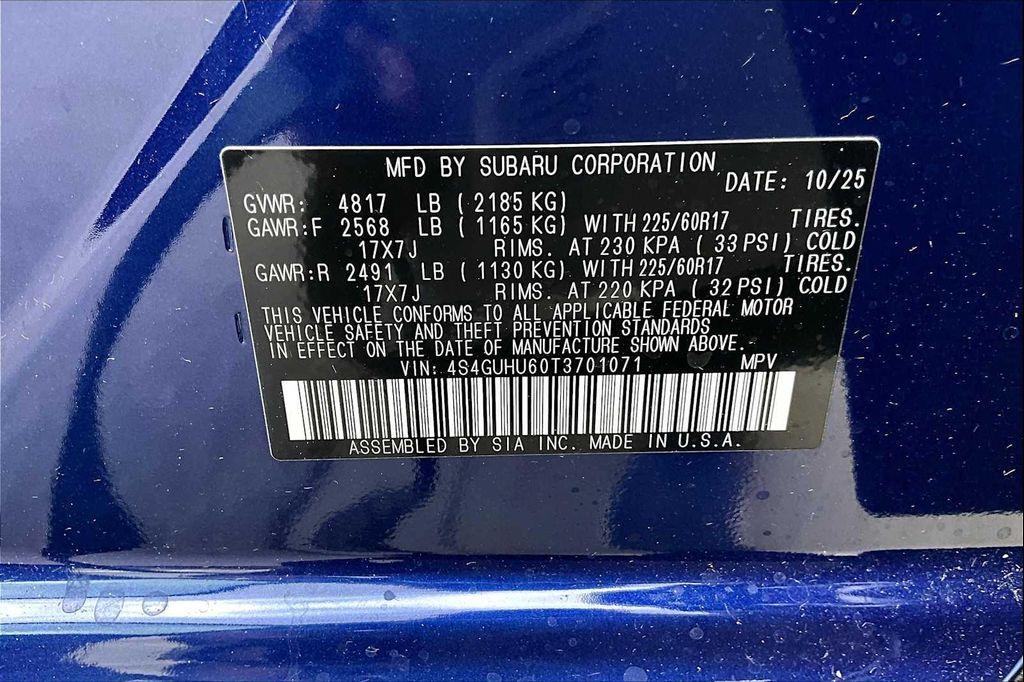 MFD BY SUBARU CORPORATION
DATE: 10/25
GVWR: 4817 LB ( 2185 KG)
GAWR:F 2568 LB ( 1165 KG) WITH 225/60R17 TIRES.
17X7J RIMS. AT 230 KPA ( 33 PSI) COLD
GAWR:R 2491 LB ( 1130 KG) WITH 225/60R17 TIRES.
17X7J RIMS. AT 220 KPA ( 32 PSI) COLD
THIS VEHICLE CONFORMS TO ALL APPLICABLE FEDERAL MOTOR
VEHICLE SAFETY AND THEFT PREVENTION STANDARDS
IN EFFECT ON THE DATE OF MANUFACTURE SHOWN ABOVE.
VIN: 4S4GUHU60T3701071 MPV
ASSEMBLED BY SIA INC. MADE IN U.S.A.